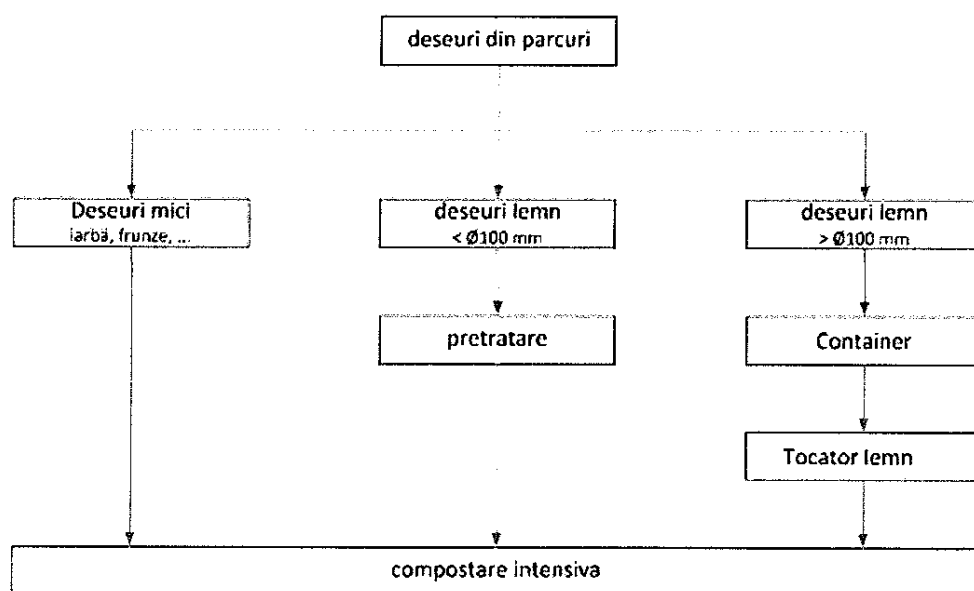 deseuri din parcuri
Deseuri mici
iarbă, frunze, ...
deseuri lemn
< Ø100 mm
deseuri lemn
> Ø100 mm
pretratare
Container
Tocator lemn
compostare intensiva